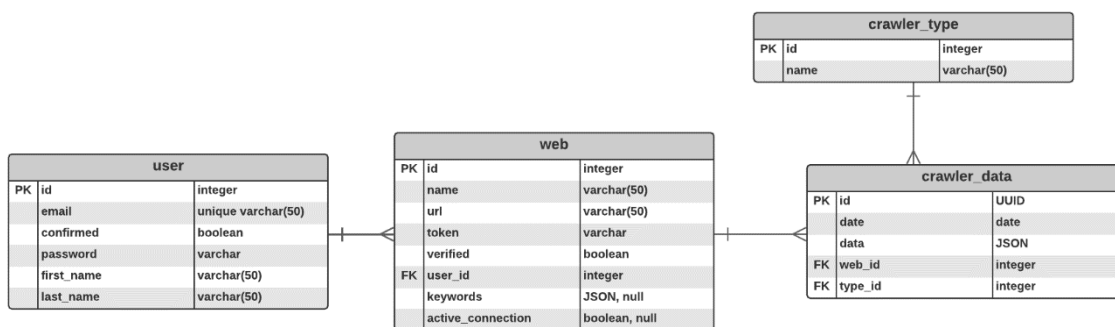 crawler_type
PK id integer
name varchar(50)
user
PK id integer
email unique varchar(50)
confirmed boolean
password varchar
first_name varchar(50)
last_name varchar(50)
web
PK id integer
name varchar(50)
url varchar(50)
token varchar
verified boolean
FK user_id integer
keywords JSON, null
active_connection boolean, null
crawler_data
PK id UUID
date date
data JSON
FK web_id integer
FK type_id integer